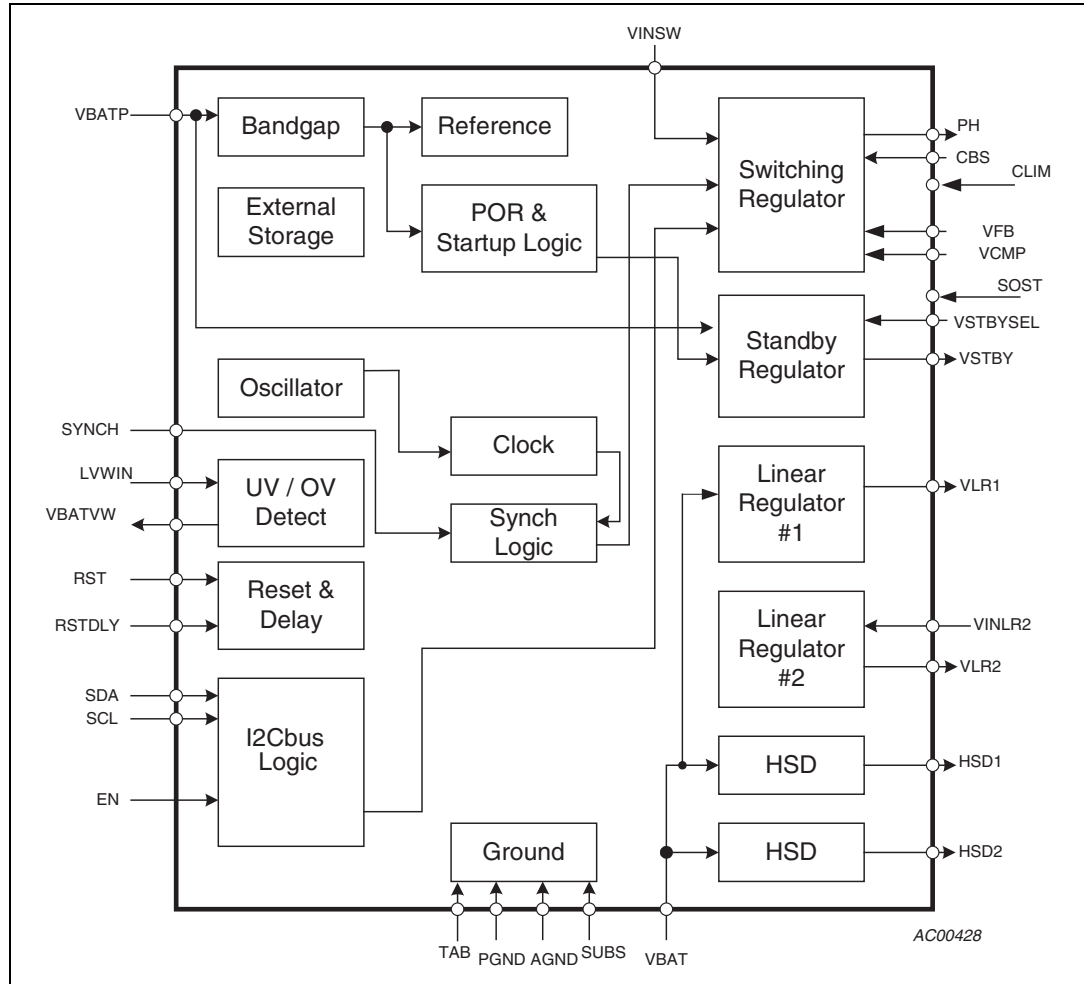 VINSW
VBATP
Bandgap
Reference
Switching
Regulator
PH
CBS
CLIM
External
Storage
POR &
Startup Logic
VFB
VCMP
SOST
VSTBYSEL
Standby
Regulator
VSTBY
Oscillator
SYNCH
Clock
LVWIN
UV / OV
Detect
VBATVW
Synch
Logic
Linear
Regulator
#1
VLR1
RST
Reset &
Delay
RSTDLY
Linear
Regulator
#2
VINLR2
VLR2
SDA
SCL
I2Cbus
Logic
EN
HSD
HSD1
Ground
HSD
HSD2
TAB
PGND
AGND
SUBS
VBAT
AC00428